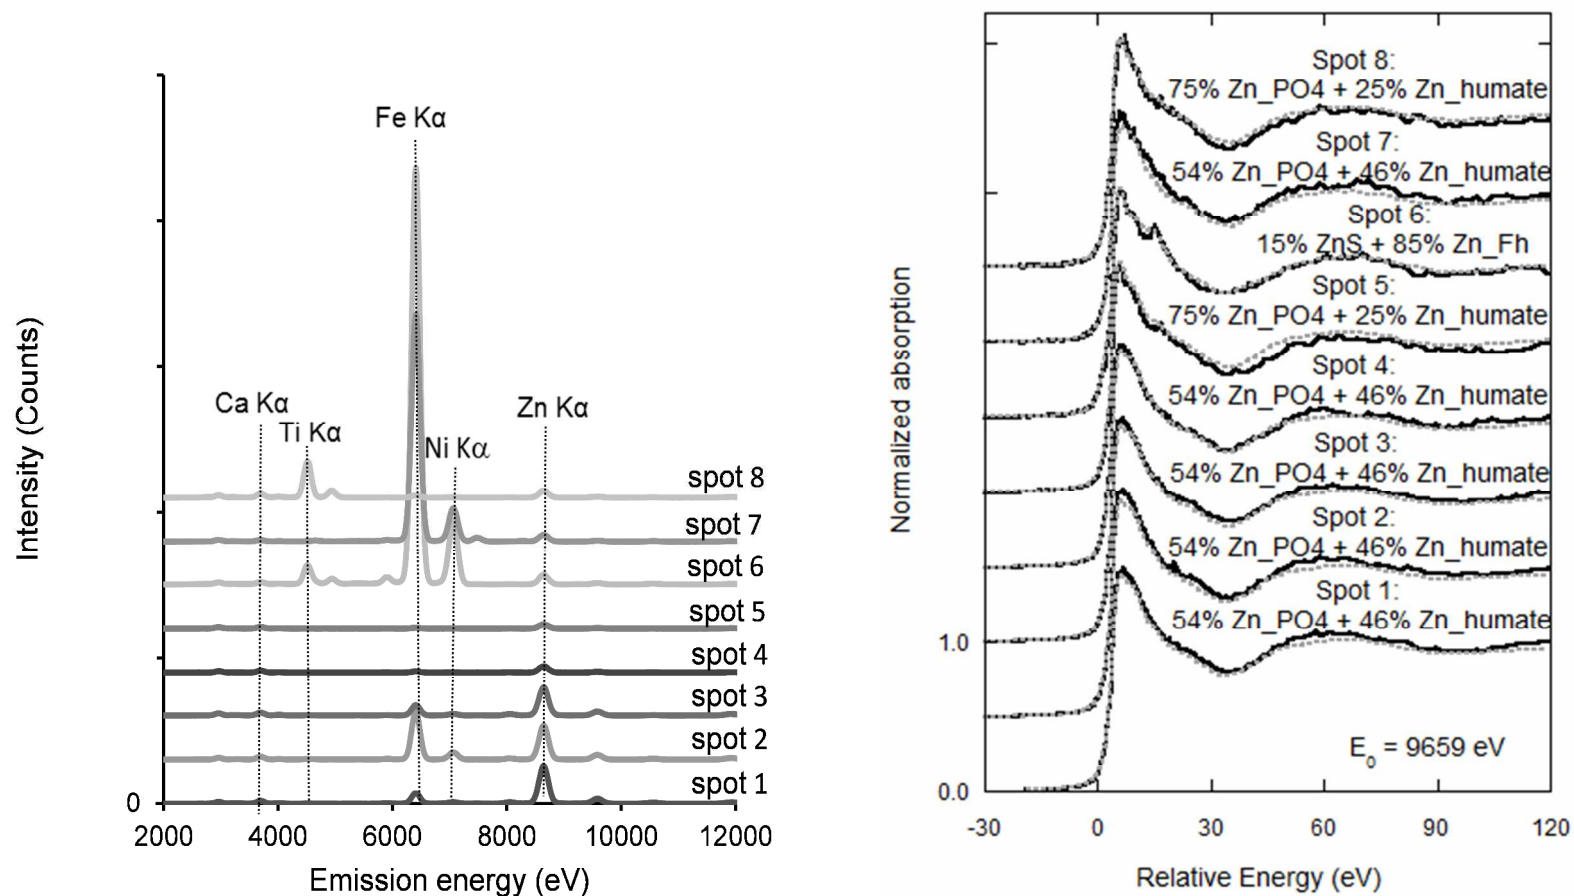 Fe Kα
Ca Kα
Ti Kα
Ni Kα
Zn Kα
spot 8
spot 7
spot 6
spot 5
spot 4
spot 3
spot 2
spot 1
Intensity (Counts)
0
2000 4000 6000 8000 10000 12000
Emission energy (eV)
Spot 8:
75% Zn_PO4 + 25% Zn_humate
Spot 7:
54% Zn_PO4 + 46% Zn_humate
Spot 6:
15% ZnS + 85% Zn_Fh
Spot 5:
75% Zn_PO4 + 25% Zn_humate
Spot 4:
54% Zn_PO4 + 46% Zn_humate
Spot 3:
54% Zn_PO4 + 46% Zn_humate
Spot 2:
54% Zn_PO4 + 46% Zn_humate
Spot 1:
54% Zn_PO4 + 46% Zn_humate
E0 = 9659 eV
Normalized absorption
1.0
0.0
-30 0 30 60 90 120
Relative Energy (eV)